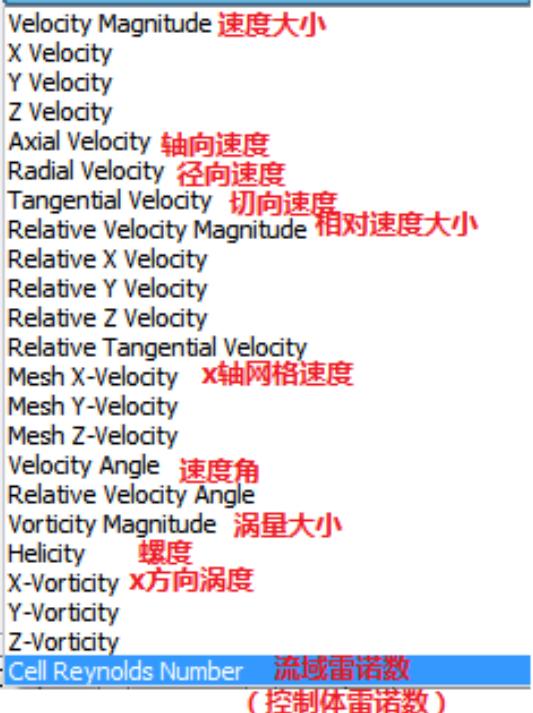 Velocity Magnitude 速度大小
X Velocity
Y Velocity
Z Velocity
Axial Velocity 轴向速度
Radial Velocity 径向速度
Tangential Velocity 切向速度
Relative Velocity Magnitude 相对速度大小
Relative X Velocity
Relative Y Velocity
Relative Z Velocity
Relative Tangential Velocity
Mesh X-Velocity x轴网格速度
Mesh Y-Velocity
Mesh Z-Velocity
Velocity Angle 速度角
Relative Velocity Angle
Vorticity Magnitude 涡量大小
Helicity 螺度
X-Vorticity x方向涡度
Y-Vorticity
Z-Vorticity
Cell Reynolds Number 流域雷诺数
（控制体雷诺数）